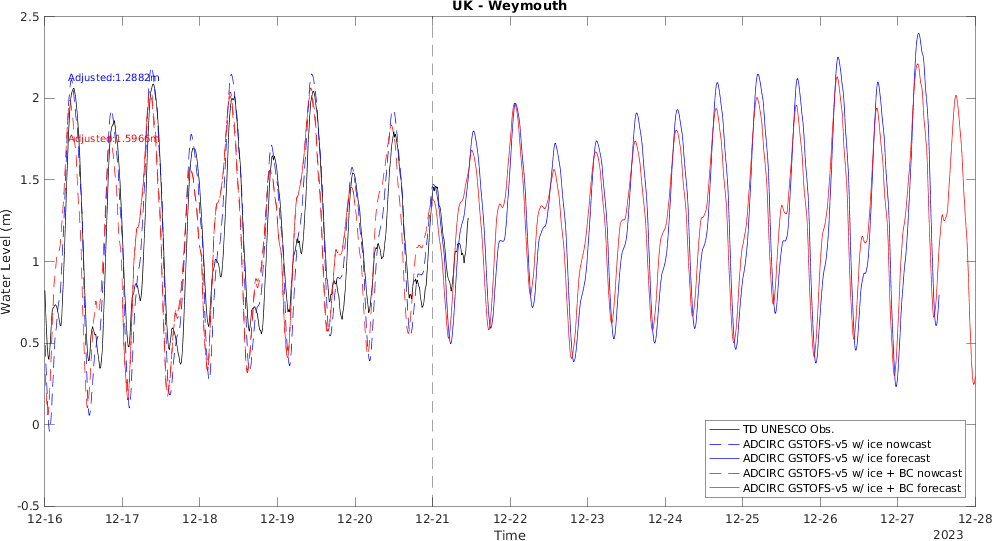 UK - Weymouth
2.5
2
1.5
1
0.5
0
-0.5
Water Level (m)
Adjusted:1.2882m
Adjusted:1.5966m
TD UNESCO Obs.
ADCIRC GSTOFS-v5 w/ ice nowcast
ADCIRC GSTOFS-v5 w/ ice forecast
ADCIRC GSTOFS-v5 w/ ice + BC nowcast
ADCIRC GSTOFS-v5 w/ ice + BC forecast
12-16 12-17 12-18 12-19 12-20 12-21 12-22 12-23 12-24 12-25 12-26 12-27 12-28
Time
2023